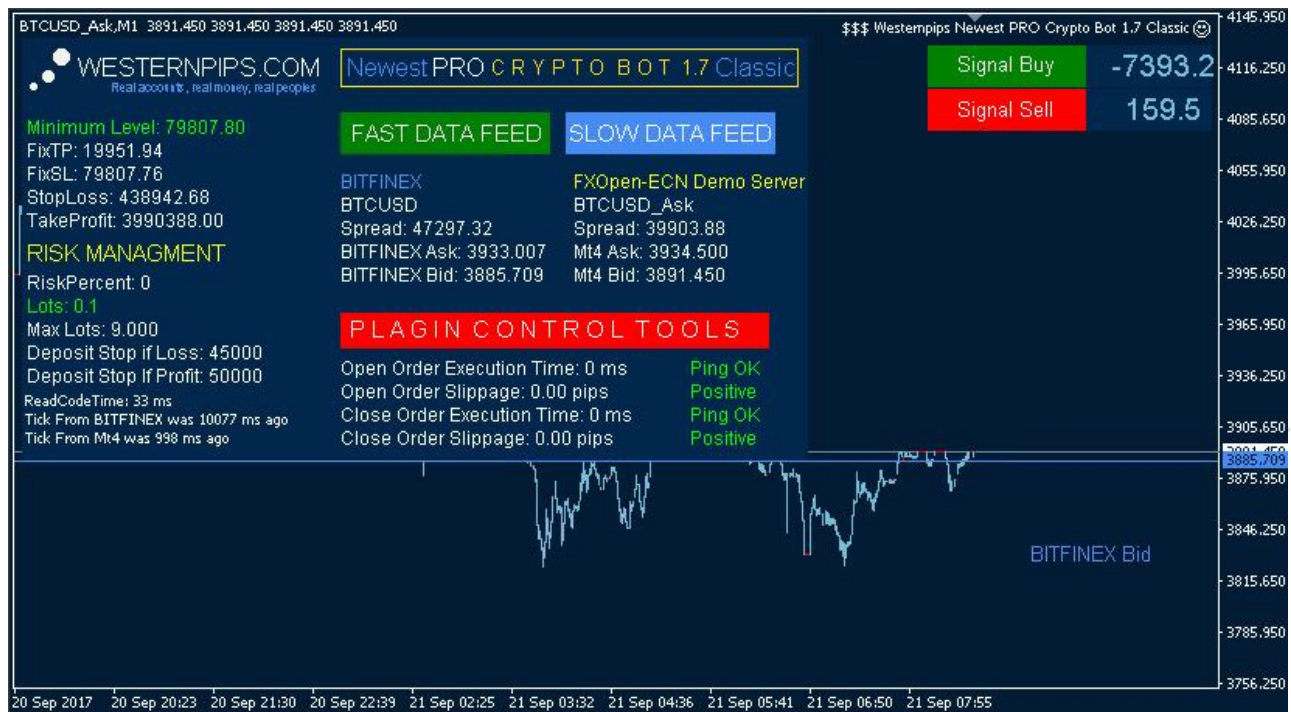 BTCUSD_Ask,M1 3891.450 3891.450 3891.450 3891.450
$$$ Westernpips Newest PRO Crypto Bot 1.7 Classic
WESTERNPIPS.COM
Real accounts, real money, real peoples
Newest PRO CRYPTO BOT 1.7 Classic
Signal Buy -7393.2
Signal Sell 159.5
Minimum Level: 79807.80
FixTP: 19951.94
FixSL: 79807.76
StopLoss: 438942.68
TakeProfit: 3990388.00
RISK MANAGMENT
RiskPercent: 0
Lots: 0.1
Max Lots: 9.000
Deposit Stop if Loss: 45000
Deposit Stop If Profit: 50000
ReadCodeTime: 33 ms
Tick From BITFINEX was 10077 ms ago
Tick From Mt4 was 998 ms ago
FAST DATA FEED
SLOW DATA FEED
BITFINEX
BTCUSD
Spread: 47297.32
BITFINEX Ask: 3933.007
BITFINEX Bid: 3885.709
FXOpen-ECN Demo Server
BTCUSD_Ask
Spread: 39903.88
Mt4 Ask: 3934.500
Mt4 Bid: 3891.450
PLAGIN CONTROL TOOLS
Open Order Execution Time: 0 ms Ping OK
Open Order Slippage: 0.00 pips Positive
Close Order Execution Time: 0 ms Ping OK
Close Order Slippage: 0.00 pips Positive
BITFINEX Bid
4145.950
4116.250
4085.650
4055.950
4026.250
3995.650
3965.950
3936.250
3905.650
3885.709
3875.950
3846.250
3815.650
3785.950
3756.250
20 Sep 2017 20 Sep 20:23 20 Sep 21:30 20 Sep 22:39 21 Sep 02:25 21 Sep 03:32 21 Sep 04:36 21 Sep 05:41 21 Sep 06:50 21 Sep 07:55